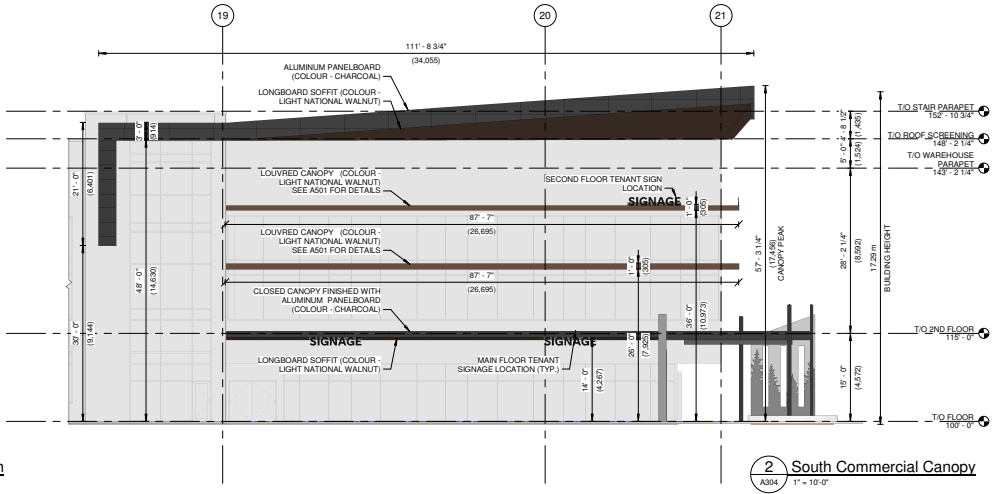 19
20
21
111' - 8 3/4"
(34,055)
ALUMINUM PANELBOARD
(COLOUR - CHARCOAL)
LONGBOARD SOFFIT (COLOUR -
LIGHT NATIONAL WALNUT)
3' - 0"
(914)
21' - 0"
(6,401)
48' - 0"
(14,630)
30' - 0"
(9,144)
LOUVRED CANOPY (COLOUR -
LIGHT NATIONAL WALNUT)
SEE A501 FOR DETAILS
SECOND FLOOR TENANT SIGN
LOCATION
SIGNAGE
1' - 0"
(305)
87' - 7"
(26,695)
LOUVRED CANOPY (COLOUR -
LIGHT NATIONAL WALNUT)
SEE A501 FOR DETAILS
1' - 0"
(305)
87' - 7"
(26,695)
CLOSED CANOPY FINISHED WITH
ALUMINUM PANELBOARD
(COLOUR - CHARCOAL)
SIGNAGE
SIGNAGE
LONGBOARD SOFFIT (COLOUR -
LIGHT NATIONAL WALNUT)
MAIN FLOOR TENANT
SIGNAGE LOCATION (TYP.)
14' - 0"
(4,267)
26' - 0"
(7,925)
36' - 0"
(10,973)
57' - 3 1/4"
(17,456)
CANOPY PEAK
4' - 8 1/2"
(1,435)
5' - 0"
(1,524)
28' - 2 1/4"
(8,592)
15' - 0"
(4,572)
17.29 m
BUILDING HEIGHT
T/O STAIR PARAPET
152' - 10 3/4"
T/O ROOF SCREENING
148' - 2 1/4"
T/O WAREHOUSE
PARAPET
143' - 2 1/4"
T/O 2ND FLOOR
115' - 0"
T/O FLOOR
100' - 0"
2
A304
South Commercial Canopy
1" = 10'-0"